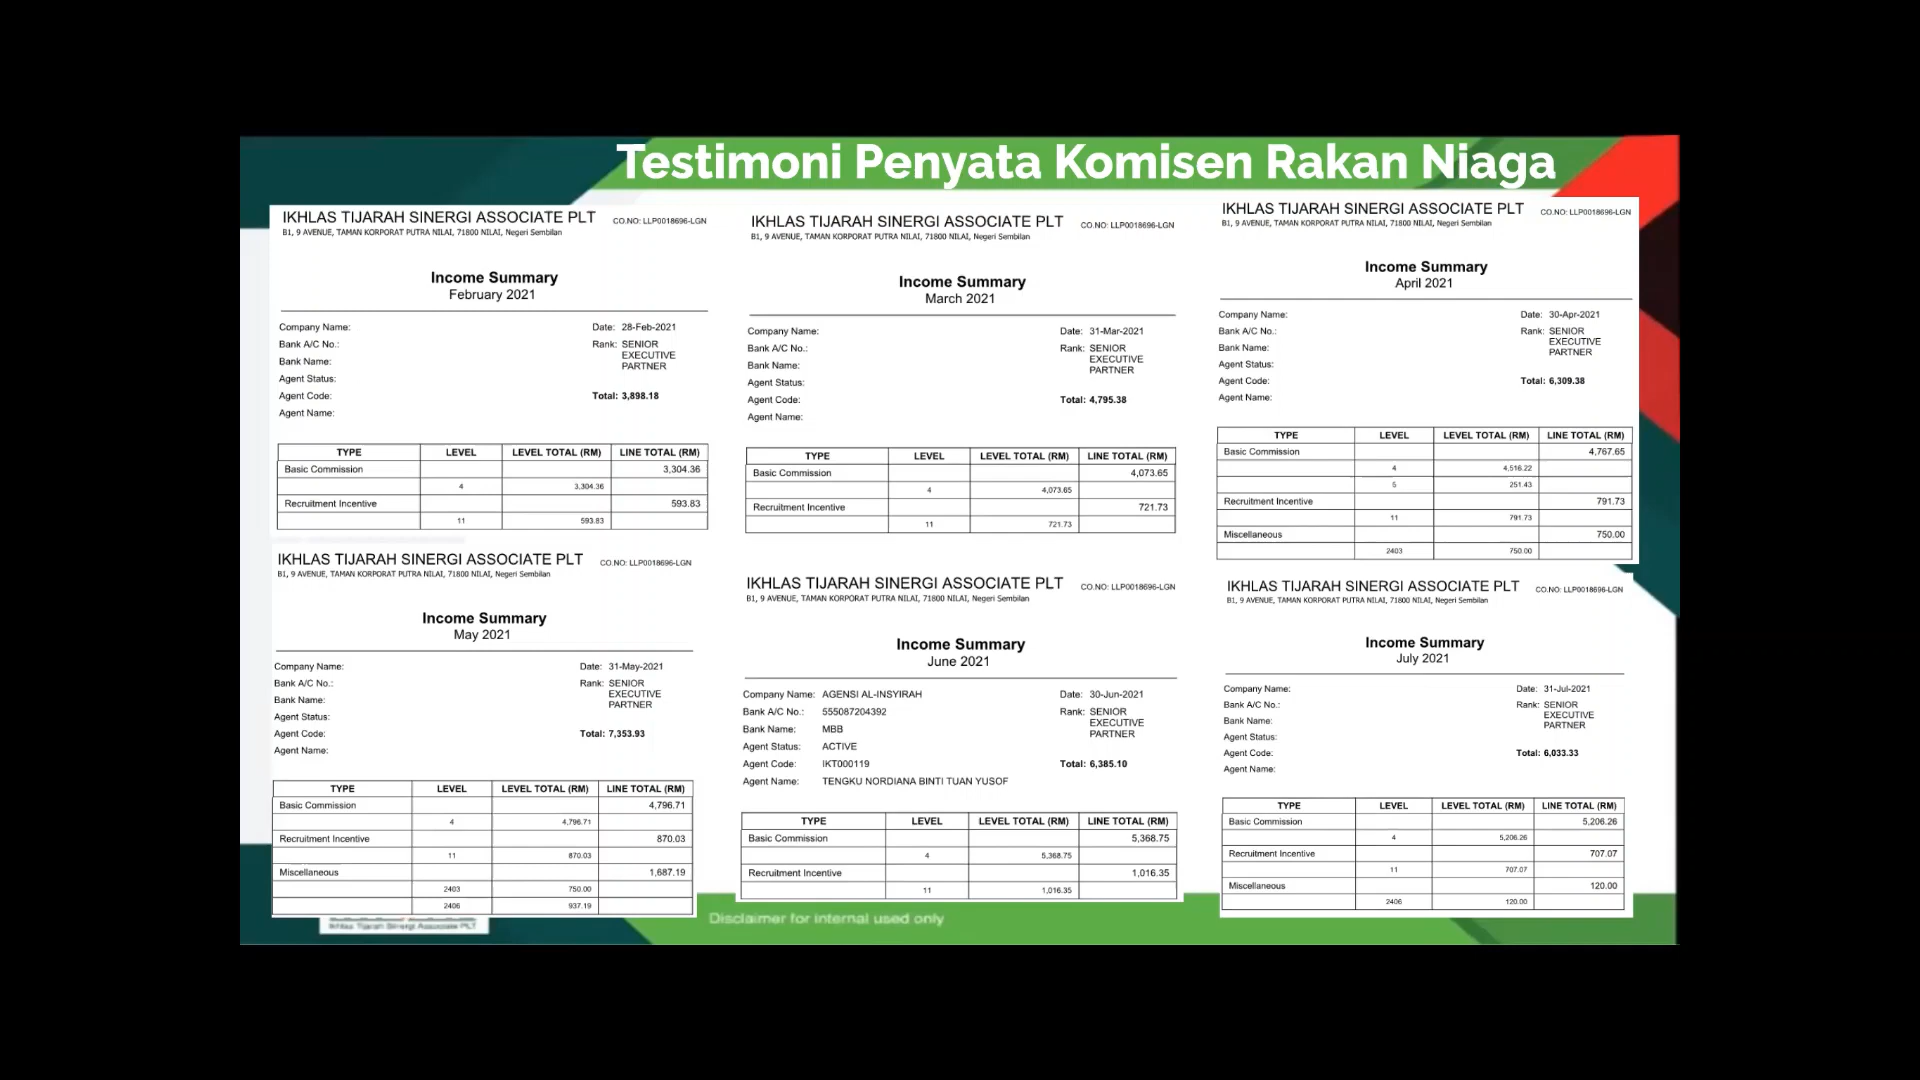 Testimoni Penyata Komisen Rakan Niaga
IKHLAS TIJARAH SINERGI ASSOCIATE PLT CO.NO: LLP0018696-LGN
B1, 9 AVENUE, TAMAN KORPORAT PUTRA NILAI, 71800 NILAI, Negeri Sembilan
Income Summary
February 2021
Company Name: Date: 28-Feb-2021
Bank A/C No.: Rank: SENIOR
EXECUTIVE
Bank Name:
PARTNER
Agent Status:
Agent Code: Total: 3,898.18
Agent Name:
TYPE LEVEL LEVEL TOTAL (RM) LINE TOTAL (RM)
Basic Commission 3,304.36
4 3,304.36
Recruitment Incentive 593.83
11 593.83
IKHLAS TIJARAH SINERGI ASSOCIATE PLT CO.NO: LLP0018696-LGN
B1, 9 AVENUE, TAMAN KORPORAT PUTRA NILAI, 71800 NILAI, Negeri Sembilan
Income Summary
March 2021
Company Name: Date: 31-Mar-2021
Bank A/C No.: Rank: SENIOR
EXECUTIVE
Bank Name:
PARTNER
Agent Status:
Agent Code: Total: 4,795.38
Agent Name:
TYPE LEVEL LEVEL TOTAL (RM) LINE TOTAL (RM)
Basic Commission 4,073.65
4 4,073.65
Recruitment Incentive 721.73
11 721.73
IKHLAS TIJARAH SINERGI ASSOCIATE PLT CO.NO: LLP0018696-LGN
B1, 9 AVENUE, TAMAN KORPORAT PUTRA NILAI, 71800 NILAI, Negeri Sembilan
Income Summary
April 2021
Company Name: Date: 30-Apr-2021
Bank A/C No.: Rank: SENIOR
EXECUTIVE
Bank Name:
PARTNER
Agent Status:
Agent Code: Total: 6,309.38
Agent Name:
TYPE LEVEL LEVEL TOTAL (RM) LINE TOTAL (RM)
Basic Commission 4,767.65
4 4,516.22
5 251.43
Recruitment Incentive 791.73
11 791.73
Miscellaneous 750.00
2403 750.00
IKHLAS TIJARAH SINERGI ASSOCIATE PLT CO.NO: LLP0018696-LGN
B1, 9 AVENUE, TAMAN KORPORAT PUTRA NILAI, 71800 NILAI, Negeri Sembilan
Income Summary
May 2021
Company Name: Date: 31-May-2021
Bank A/C No.: Rank: SENIOR
EXECUTIVE
Bank Name:
PARTNER
Agent Status:
Agent Code: Total: 7,353.93
Agent Name:
TYPE LEVEL LEVEL TOTAL (RM) LINE TOTAL (RM)
Basic Commission 4,796.71
4 4,796.71
Recruitment Incentive 870.03
11 870.03
Miscellaneous 1,687.19
2403 750.00
2406 937.19
IKHLAS TIJARAH SINERGI ASSOCIATE PLT CO.NO: LLP0018696-LGN
B1, 9 AVENUE, TAMAN KORPORAT PUTRA NILAI, 71800 NILAI, Negeri Sembilan
Income Summary
June 2021
Company Name: AGENSI AL-INSYIRAH Date: 30-Jun-2021
Bank A/C No.: 555087204392 Rank: SENIOR
EXECUTIVE
Bank Name: MBB
PARTNER
Agent Status: ACTIVE
Agent Code: IKT000119 Total: 6,385.10
Agent Name: TENGKU NORDIANA BINTI TUAN YUSOF
TYPE LEVEL LEVEL TOTAL (RM) LINE TOTAL (RM)
Basic Commission 5,368.75
4 5,368.75
Recruitment Incentive 1,016.35
11 1,016.35
IKHLAS TIJARAH SINERGI ASSOCIATE PLT CO.NO: LLP0018696-LGN
B1, 9 AVENUE, TAMAN KORPORAT PUTRA NILAI, 71800 NILAI, Negeri Sembilan
Income Summary
July 2021
Company Name: Date: 31-Jul-2021
Bank A/C No.: Rank: SENIOR
EXECUTIVE
Bank Name:
PARTNER
Agent Status:
Agent Code: Total: 6,033.33
Agent Name:
TYPE LEVEL LEVEL TOTAL (RM) LINE TOTAL (RM)
Basic Commission 5,206.26
4 5,206.26
Recruitment Incentive 707.07
11 707.07
Miscellaneous 120.00
2406 120.00
Ikhlas Tijarah Sinergi Associate PLT
Disclaimer for internal used only